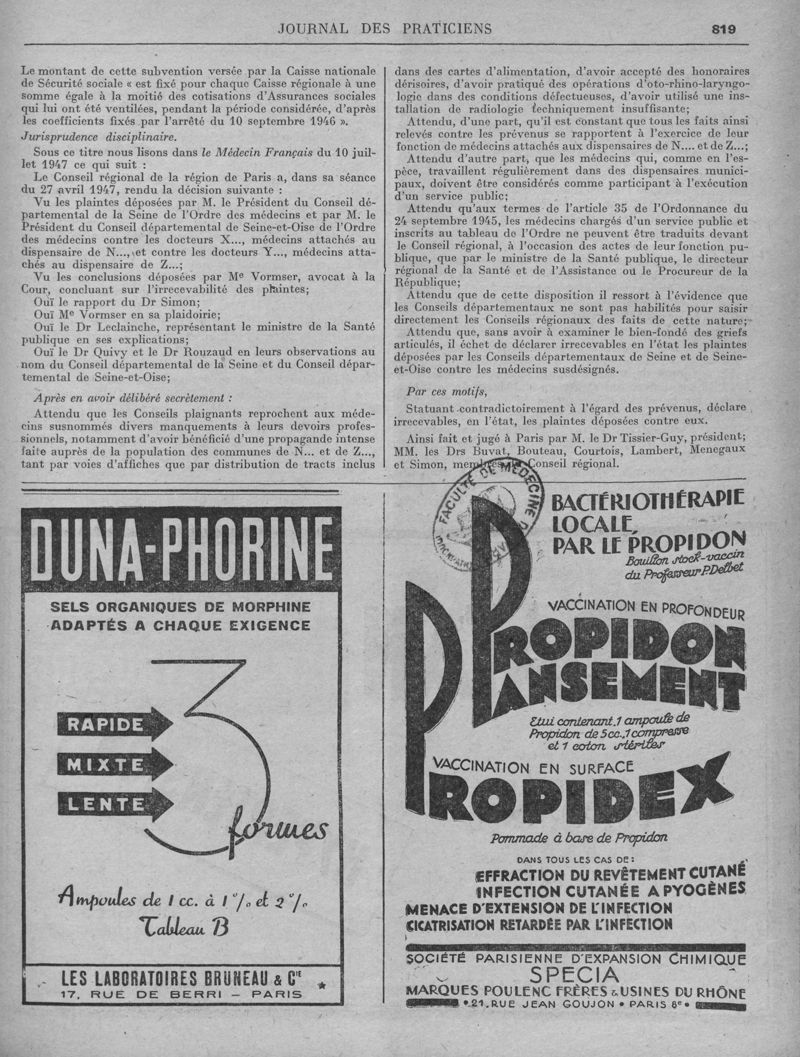 JOURNAL DES PRATICIENS 819
Le montant de cette subvention versée par la Caisse nationale
de Sécurité sociale « est fixé pour chaque Caisse régionale à une
somme égale à la moitié des cotisations d'Assurances sociales
qui lui ont été ventilées, pendant la période considérée, d'après
les coefficients fixés par l'arrêté du 10 septembre 1946 ».
Jurisprudence disciplinaire.
Sous ce titre nous lisons dans le Médecin Français du 10 juil-
let 1947 ce qui suit :
Le Conseil régional de la région de Paris a, dans sa séance
du 27 avril 1947, rendu la décision suivante :
Vu les plaintes déposées par M. le Président du Conseil dé-
partemental de la Seine de l'Ordre des médecins et par M. le
Président du Conseil départemental de Seine-et-Oise de l'Ordre
des médecins contre les docteurs X..., médecins attachés au
dispensaire de N..., et contre les docteurs Y..., médecins atta-
chés au dispensaire de Z...;
Vu les conclusions déposées par Me Vormser, avocat à la
Cour, concluant sur l'irrecevabilité des plaintes;
Ouï le rapport du Dr Simon;
Ouï Me Vormser en sa plaidoirie;
Ouï le Dr Leclainche, représentant le ministre de la Santé
publique en ses explications;
Ouï le Dr Quivy et le Dr Rouzaud en leurs observations au
nom du Conseil départemental de la Seine et du Conseil dépar-
temental de Seine-et-Oise;
Après en avoir délibéré secrètement :
Attendu que les Conseils plaignants reprochent aux méde-
cins susnommés divers manquements à leurs devoirs profes-
sionnels, notamment d'avoir bénéficié d'une propagande intense
faite auprès de la population des communes de N... et de Z...,
tant par voies d'affiches que par distribution de tracts inclus
dans des cartes d'alimentation, d'avoir accepté des honoraires
dérisoires, d'avoir pratiqué des opérations d'oto-rhino-laryngo-
logie dans des conditions défectueuses, d'avoir utilisé une ins-
tallation de radiologie techniquement insuffisante;
Attendu, d'une part, qu'il est constant que tous les faits ainsi
relevés contre les prévenus se rapportent à l'exercice de leur
fonction de médecins attachés aux dispensaires de N.... et de Z...;
Attendu d'autre part, que les médecins qui, comme en l'es-
pèce, travaillent régulièrement dans des dispensaires munici-
paux, doivent être considérés comme participant à l'exécution
d'un service public;
Attendu qu'aux termes de l'article 35 de l'Ordonnance du
24 septembre 1945, les médecins chargés d'un service public et
inscrits au tableau de l'Ordre ne peuvent être traduits devant
le Conseil régional, à l'occasion des actes de leur fonction pu-
blique, que par le ministre de la Santé publique, le directeur
régional de la Santé et de l'Assistance ou le Procureur de la
République;
Attendu que de cette disposition il ressort à l'évidence que
les Conseils départementaux ne sont pas habilités pour saisir
directement les Conseils régionaux des faits de cette nature;
Attendu que, sans avoir à examiner le bien-fondé des griefs
articulés, il échet de déclarer irrecevables en l'état les plaintes
déposées par les Conseils départementaux de Seine et de Seine-
et-Oise contre les médecins susdésignés.
Par ces motifs,
Statuant contradictoirement à l'égard des prévenus, déclare
irrecevables, en l'état, les plaintes déposées contre eux.
Ainsi fait et jugé à Paris par M. le Dr Tissier-Guy, président;
MM. les Drs Buvat, Bouteau, Courtois, Lambert, Menegaux
et Simon, membres du Conseil régional.
DUNA-PHORINE
SELS ORGANIQUES DE MORPHINE
ADAPTÉS A CHAQUE EXIGENCE
3
RAPIDE
MIXTE
LENTE
formes
Ampoules de 1 cc. à 1 % et 2 %
Tableau B
LES LABORATOIRES BRUNEAU & Cie
17, RUE DE BERRI – PARIS
FACULTÉ DE MÉDECINE
BACTÉRIOTHÉRAPIE
LOCALE
PAR LE PROPIDON
Bouillon stock-vaccin
du Professeur P. Delbet
VACCINATION EN PROFONDEUR
PROPIDON
PANSEMENT
Etui contenant 1 ampoule de
Propidon de 5 cc., 1 compresse
et 1 coton stériles
VACCINATION EN SURFACE
PROPIDEX
Pommade à base de Propidon
DANS TOUS LES CAS DE:
EFFRACTION DU REVÊTEMENT CUTANÉ
INFECTION CUTANÉE A PYOGÈNES
MENACE D'EXTENSION DE L'INFECTION
CICATRISATION RETARDÉE PAR L'INFECTION
SOCIÉTÉ PARISIENNE D'EXPANSION CHIMIQUE
SPECIA
MARQUES POULENC FRÈRES & USINES DU RHÔNE
• 21, RUE JEAN GOUJON • PARIS 8e •